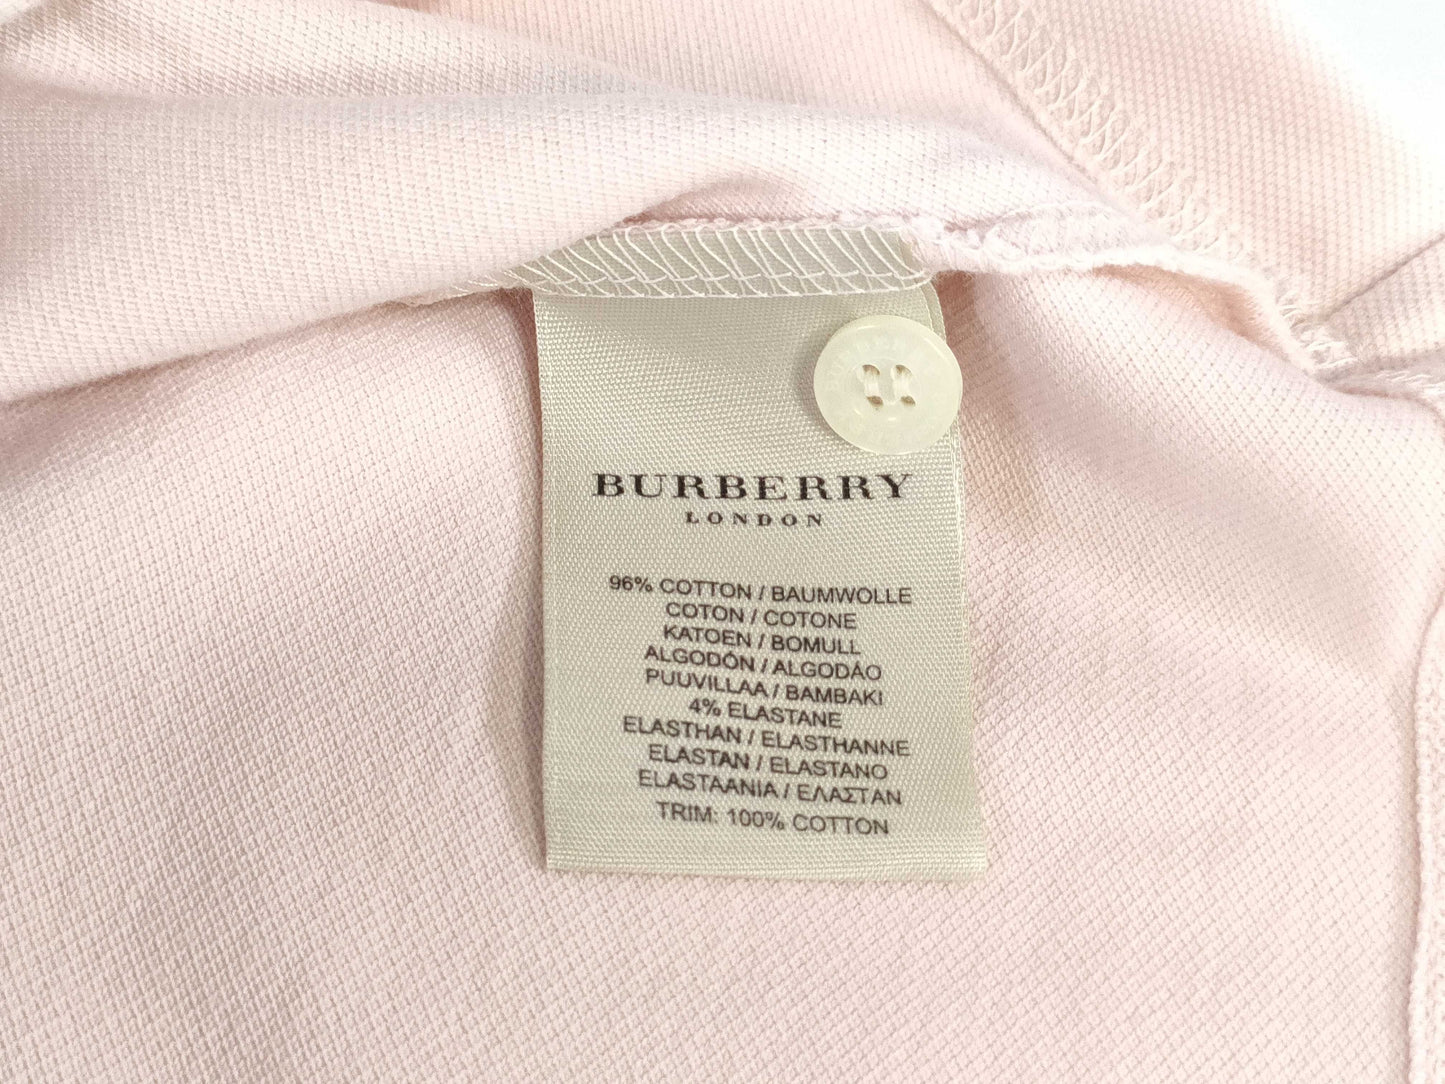 BURBERRY
LONDON
96% COTTON / BAUMWOLLE
COTON / COTONE
KATOEN / BOMULL
ALGODÓN / ALGODÃO
PUUVILLAA / BAMBAKI
4% ELASTANE
ELASTHAN / ELASTHANNE
ELASTAN / ELASTANO
ELASTAANIA / ΕΛΑΣΤΑΝ
TRIM: 100% COTTON